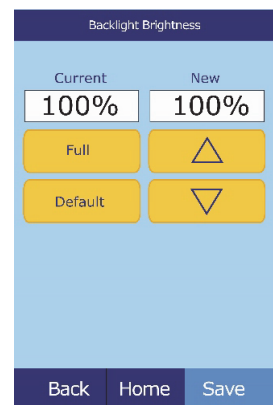 Backlight Brightness
Current New
100% 100%
Full
Default
Back Home Save